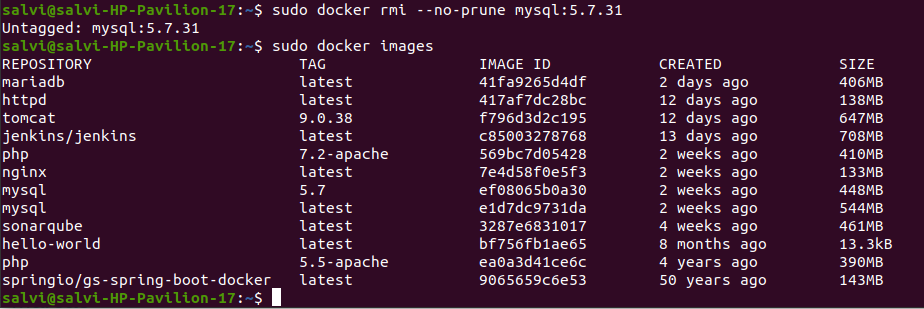 salvi@salvi-HP-Pavilion-17:~$ sudo docker rmi --no-prune mysql:5.7.31
Untagged: mysql:5.7.31
salvi@salvi-HP-Pavilion-17:~$ sudo docker images
REPOSITORY TAG IMAGE ID CREATED SIZE
mariadb latest 41fa9265d4df 2 days ago 406MB
httpd latest 417af7dc28bc 12 days ago 138MB
tomcat 9.0.38 f796d3d2c195 12 days ago 647MB
jenkins/jenkins latest c85003278768 13 days ago 708MB
php 7.2-apache 569bc7d05428 2 weeks ago 410MB
nginx latest 7e4d58f0e5f3 2 weeks ago 133MB
mysql 5.7 ef08065b0a30 2 weeks ago 448MB
mysql latest e1d7dc9731da 2 weeks ago 544MB
sonarqube latest 3287e6831017 4 weeks ago 461MB
hello-world latest bf756fb1ae65 8 months ago 13.3kB
php 5.5-apache ea0a3d41ce6c 4 years ago 390MB
springio/gs-spring-boot-docker latest 9065659c6e53 50 years ago 143MB
salvi@salvi-HP-Pavilion-17:~$